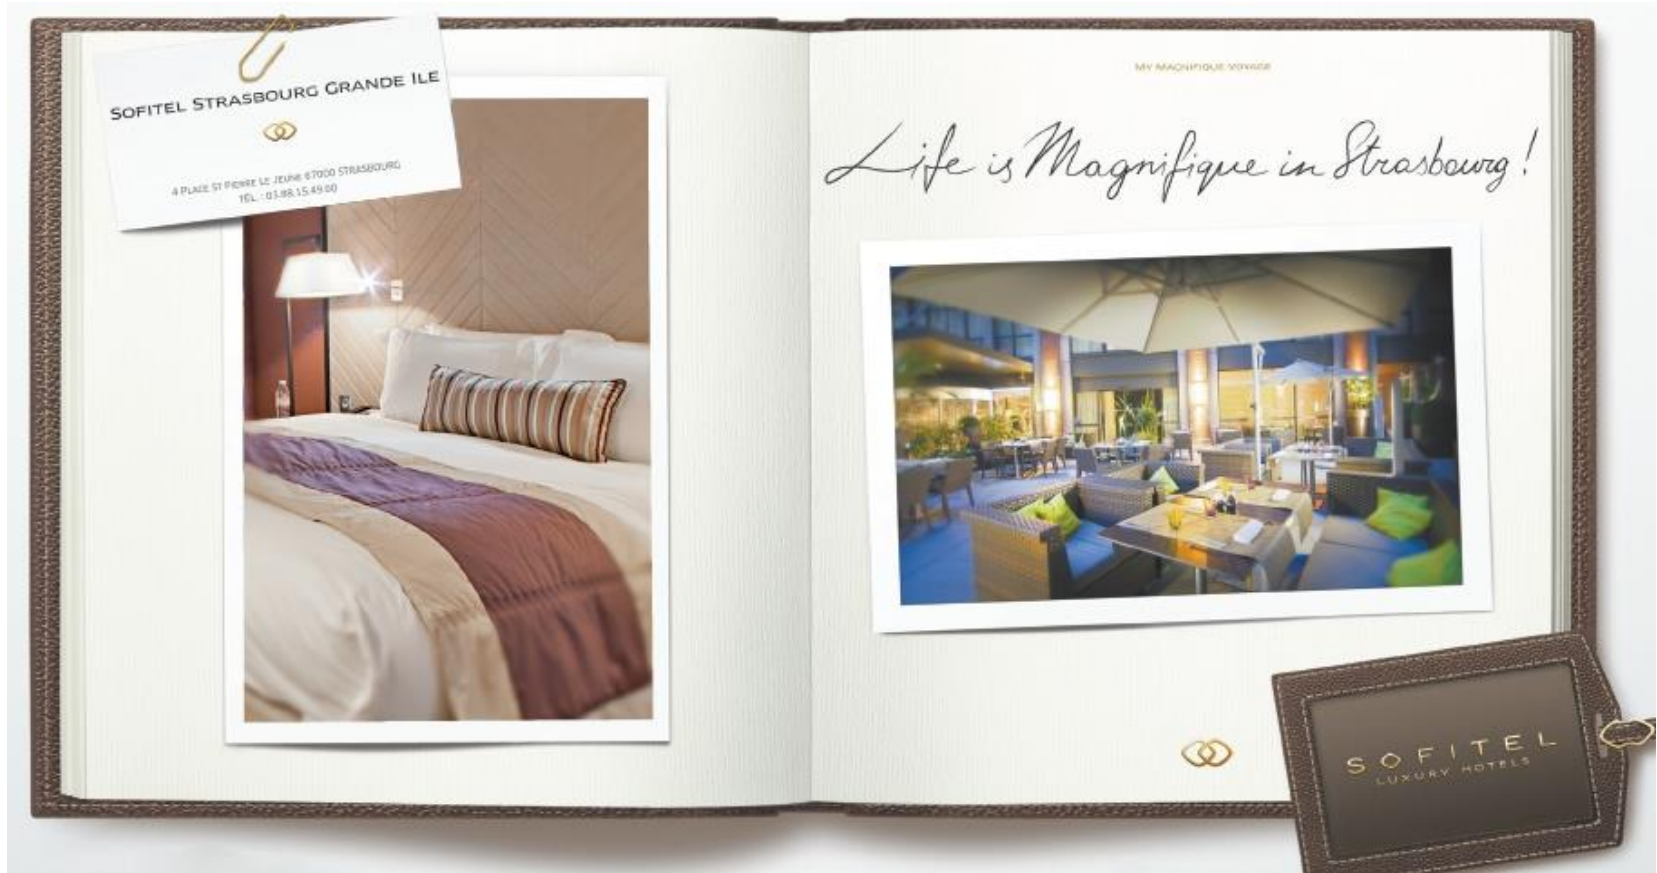 SOFITEL STRASBOURG GRANDE ILE
4 PLACE ST PIERRE LE JEUNE 67000 STRASBOURG
TEL. : 03.88.15.49.00
MY MAGNIFIQUE VOYAGE
Life is Magnifique in Strasbourg !
SOFITEL
LUXURY HOTELS